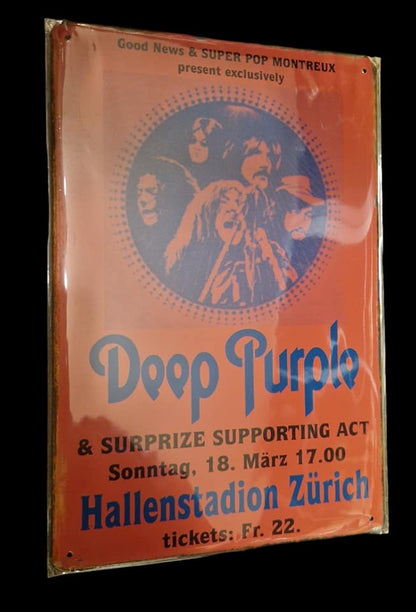 Good News & SUPER POP MONTREUX
present exclusively
Deep Purple
& SURPRIZE SUPPORTING ACT
Sonntag, 18. März 17.00
Hallenstadion Zürich
tickets: Fr. 22.